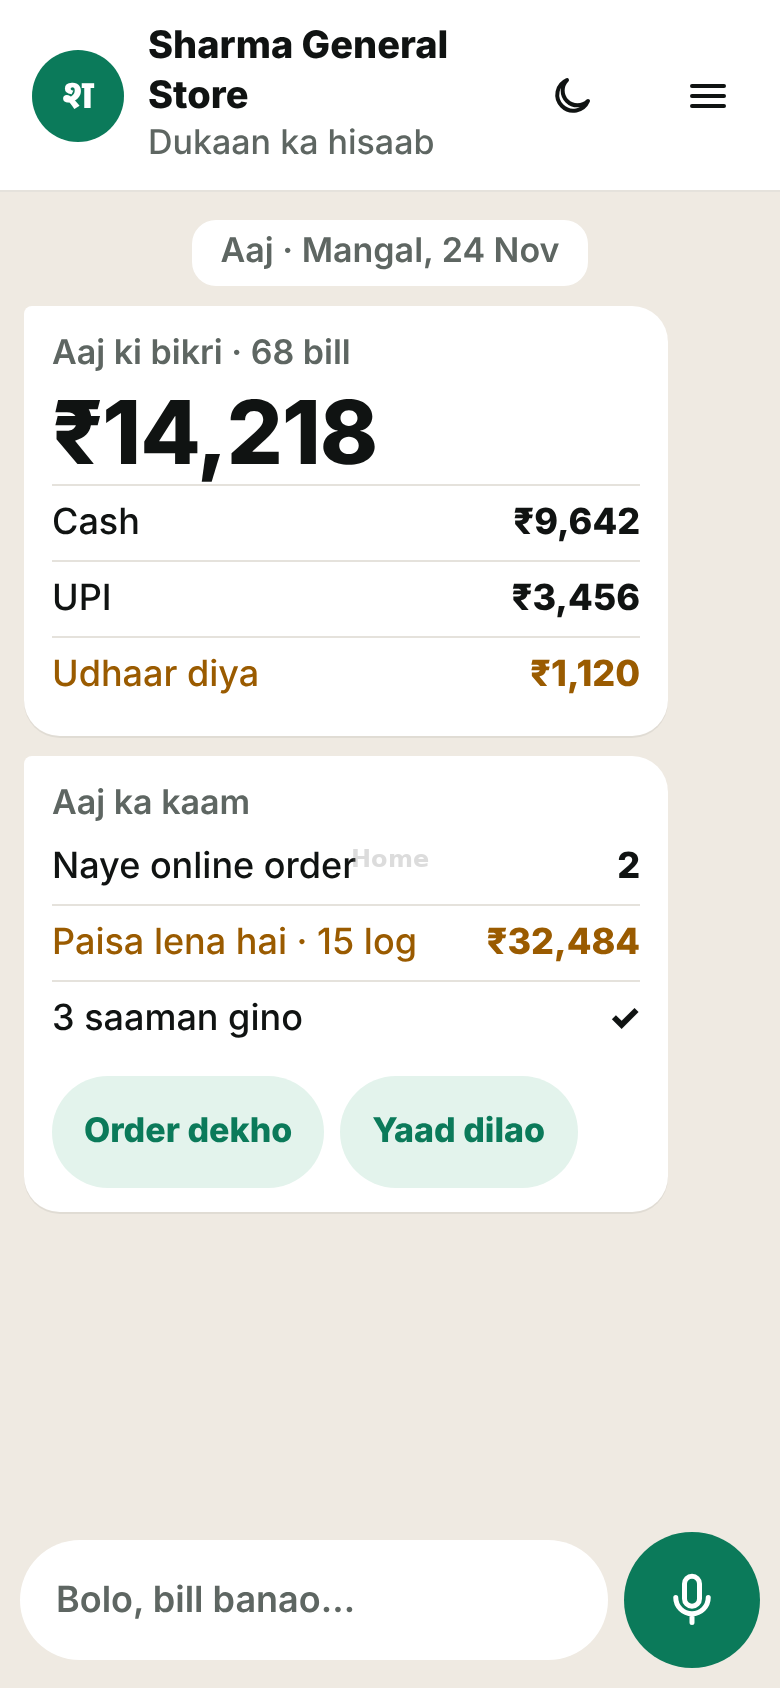 श
Sharma General
Store
Dukaan ka hisaab
Aaj · Mangal, 24 Nov
Aaj ki bikri · 68 bill
₹14,218
Cash ₹9,642
UPI ₹3,456
Udhaar diya ₹1,120
Aaj ka kaam
Naye online order 2
Home
Paisa lena hai · 15 log ₹32,484
3 saaman gino ✓
Order dekho Yaad dilao
Bolo, bill banao...